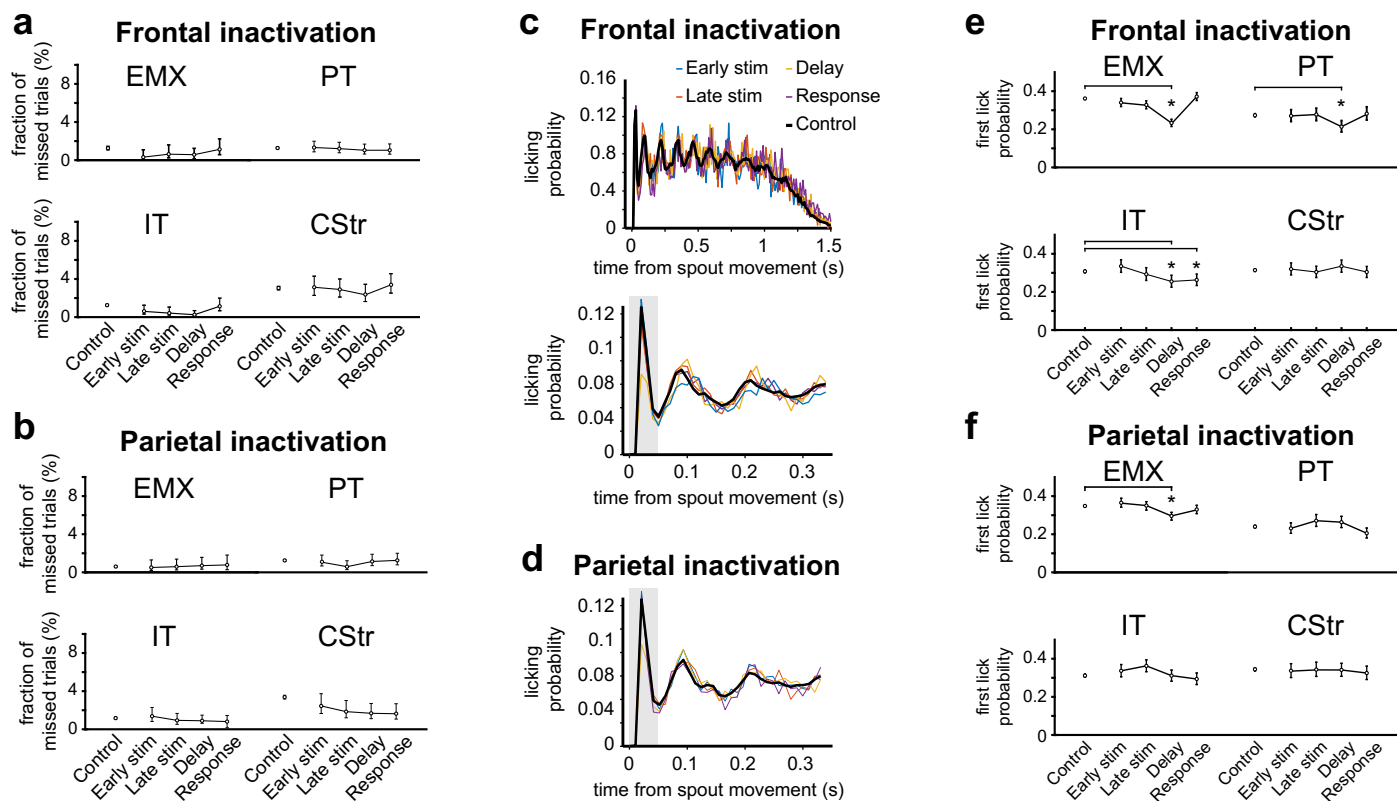 a
Frontal inactivation
EMX
PT
fraction of
missed trials (%)
8
4
0
IT
CStr
fraction of
missed trials (%)
8
4
0
Control
Early stim
Late stim
Delay
Response
Control
Early stim
Late stim
Delay
Response
b
Parietal inactivation
EMX
PT
fraction of
missed trials (%)
8
4
0
IT
CStr
fraction of
missed trials (%)
8
4
0
Control
Early stim
Late stim
Delay
Response
Control
Early stim
Late stim
Delay
Response
c
Frontal inactivation
Early stim
Delay
Late stim
Response
Control
licking
probability
0.16
0.12
0.8
0.4
0
0
0.5
1
1.5
time from spout movement (s)
licking
probability
0.12
0.1
0.08
0.04
0
0
0.1
0.2
0.3
time from spout movement (s)
d
Parietal inactivation
licking
probability
0.12
0.1
0.08
0.04
0
0
0.1
0.2
0.3
time from spout movement (s)
e
Frontal inactivation
EMX
PT
first lick
probability
0.4
0.2
0
*
*
IT
CStr
first lick
probability
0.4
0.2
0
*
*
Control
Early stim
Late stim
Delay
Response
Control
Early stim
Late stim
Delay
Response
f
Parietal inactivation
EMX
PT
first lick
probability
0.4
0.2
0
*
IT
CStr
first lick
probability
0.4
0.2
0
Control
Early stim
Late stim
Delay
Response
Control
Early stim
Late stim
Delay
Response